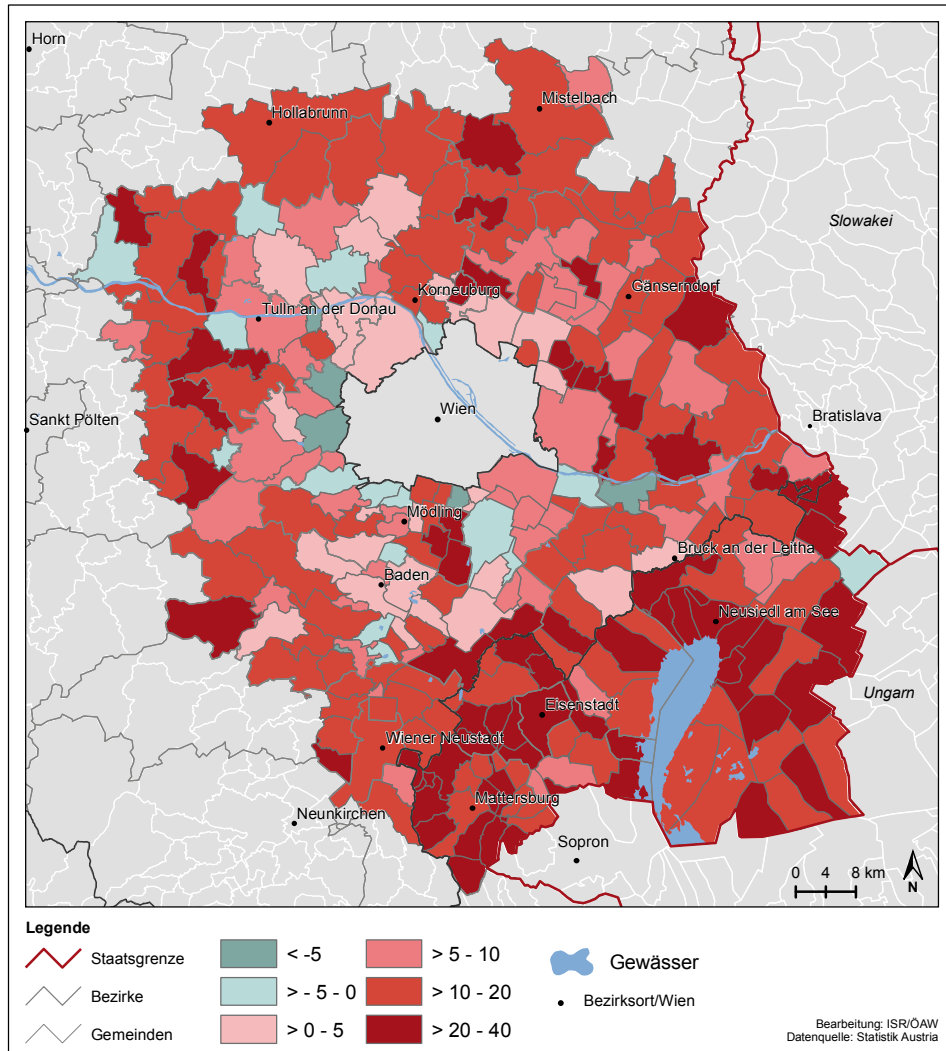 Horn
Mistelbach
Hollabrunn
Slowakei
Korneuburg
Gänserndorf
Tulln an der Donau
Wien
Sankt Pölten
Bratislava
Mödling
Bruck an der Leitha
Baden
Neusiedl am See
Ungarn
Eisenstadt
Wiener Neustadt
Mattersburg
Neunkirchen
Sopron
0 4 8 km
N
Legende
Staatsgrenze
Bezirke
Gemeinden
< -5
> - 5 - 0
> 0 - 5
> 5 - 10
> 10 - 20
> 20 - 40
Gewässer
Bezirksort/Wien
Bearbeitung: ISR/ÖAW
Datenquelle: Statistik Austria